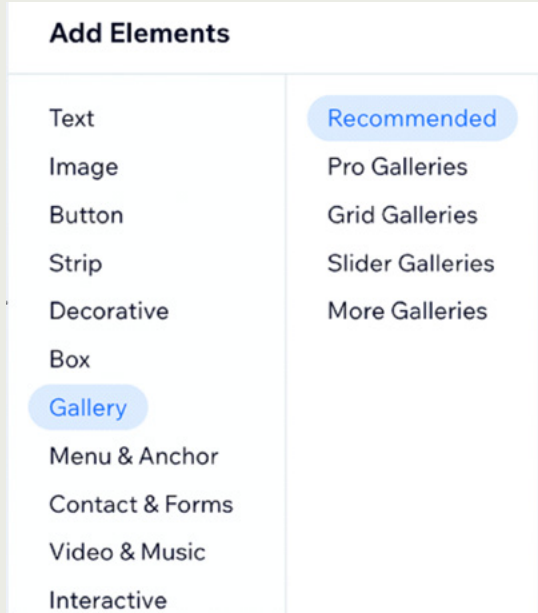 Add Elements
Text
Image
Button
Strip
Decorative
Box
Gallery
Menu & Anchor
Contact & Forms
Video & Music
Interactive
Recommended
Pro Galleries
Grid Galleries
Slider Galleries
More Galleries